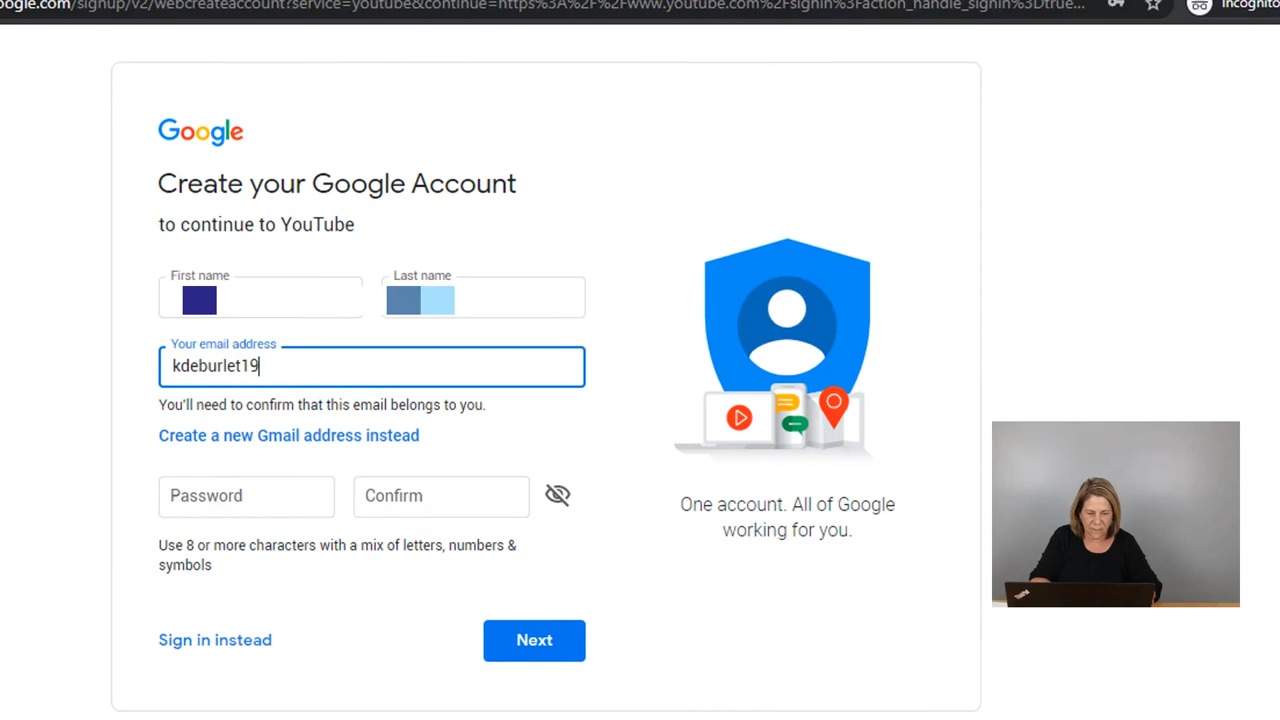 oogle.com/signup/v2/webcreateaccount?service=youtube&continue=https%3A%2F%2Fwww.youtube.com%2Fsignin%3Faction_handle_signin%3Dtrue...
Incognito
Google
Create your Google Account
to continue to YouTube
First name
Last name
Your email address
kdeburlet19
You'll need to confirm that this email belongs to you.
Create a new Gmail address instead
Password
Confirm
Use 8 or more characters with a mix of letters, numbers &
symbols
Sign in instead
Next
One account. All of Google
working for you.
ThinkPad